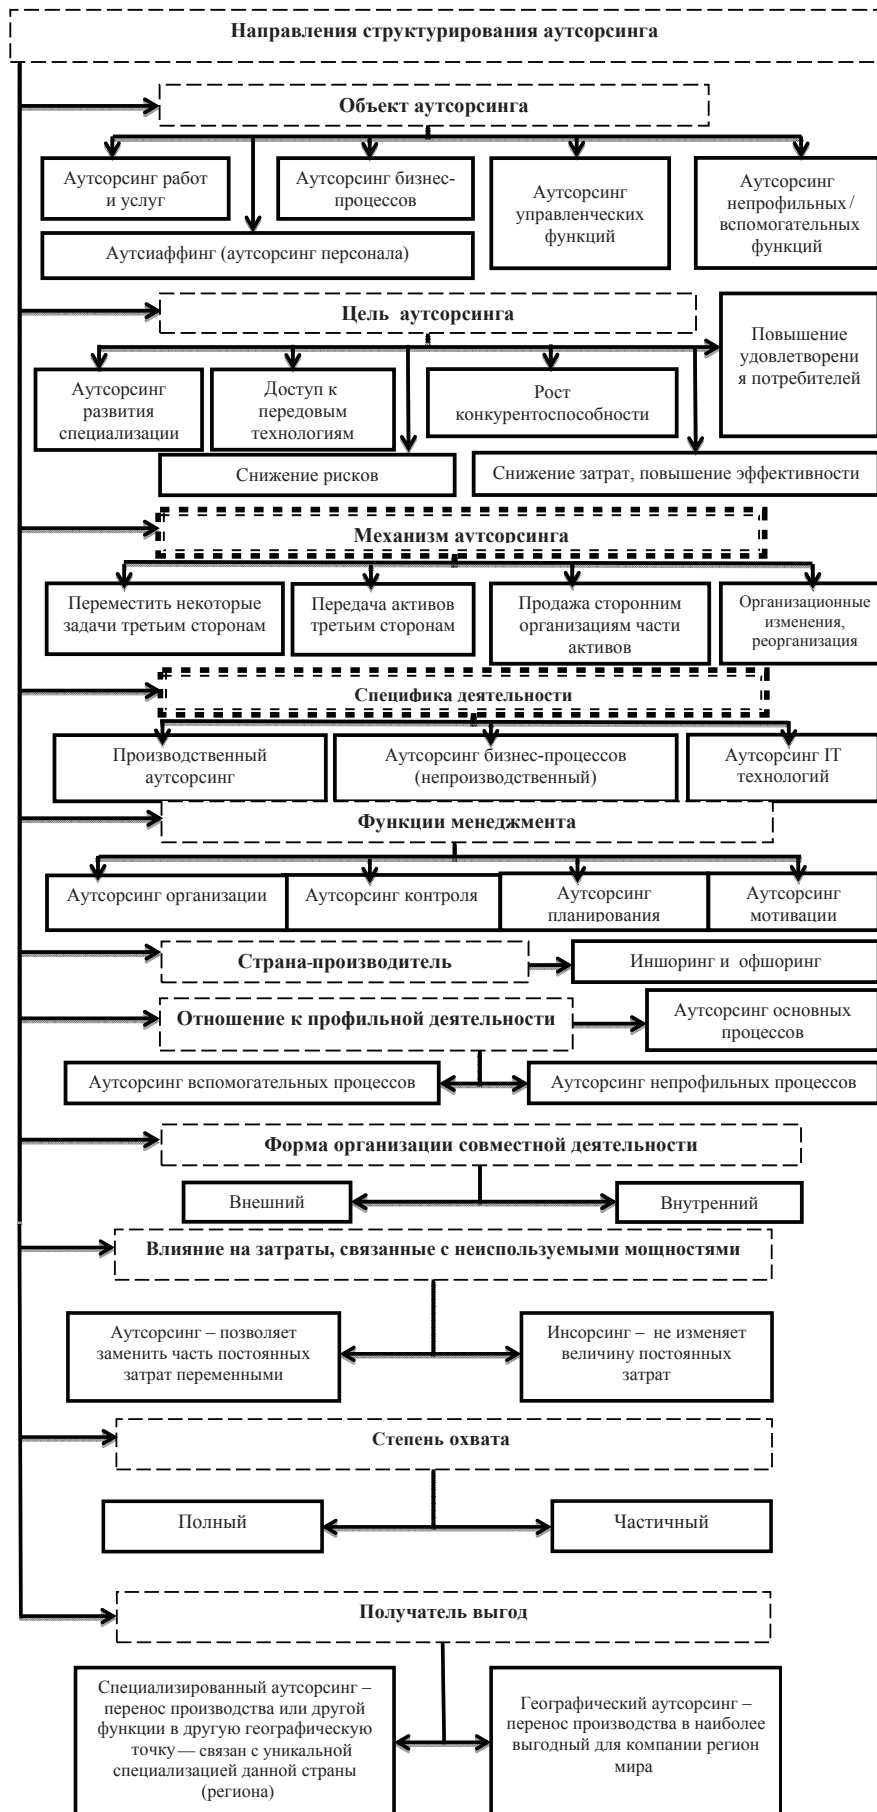 Направления структурирования аутсорсинга
Объект аутсорсинга
Аутсорсинг работ
и услуг
Аутсорсинг бизнес-
процессов
Аутсорсинг
управленческих
функций
Аутсорсинг
непрофильных/
вспомогательных
функций
Аутсиаффинг (аутсорсинг персонала)
Цель аутсорсинга
Повышение
удовлетворени
я потребителей
Аутсорсинг
развития
специализации
Доступ к
передовым
технологиям
Рост
конкурентоспособности
Снижение рисков
Снижение затрат, повышение эффективности
Механизм аутсорсинга
Переместить некоторые
задачи третьим сторонам
Передача активов
третьим сторонам
Продажа сторонним
организациям части
активов
Организационные
изменения,
реорганизация
Специфика деятельности
Производственный
аутсорсинг
Аутсорсинг бизнес-процессов
(непроизводственный)
Аутсорсинг IT
технологий
Функции менеджмента
Аутсорсинг организации
Аутсорсинг контроля
Аутсорсинг
планирования
Аутсорсинг
мотивации
Страна-производитель
Иншоринг и офшоринг
Отношение к профильной деятельности
Аутсорсинг основных
процессов
Аутсорсинг вспомогательных процессов
Аутсорсинг непрофильных процессов
Форма организации совместной деятельности
Внешний
Внутренний
Влияние на затраты, связанные с неиспользуемыми мощностями
Аутсорсинг – позволяет
заменить часть постоянных
затрат переменными
Инсорсинг – не изменяет
величину постоянных
затрат
Степень охвата
Полный
Частичный
Получатель выгод
Специализированный аутсорсинг –
перенос производства или другой
функции в другую географическую
точку — связан с уникальной
специализацией данной страны
(региона)
Географический аутсорсинг –
перенос производства в наиболее
выгодный для компании регион
мира